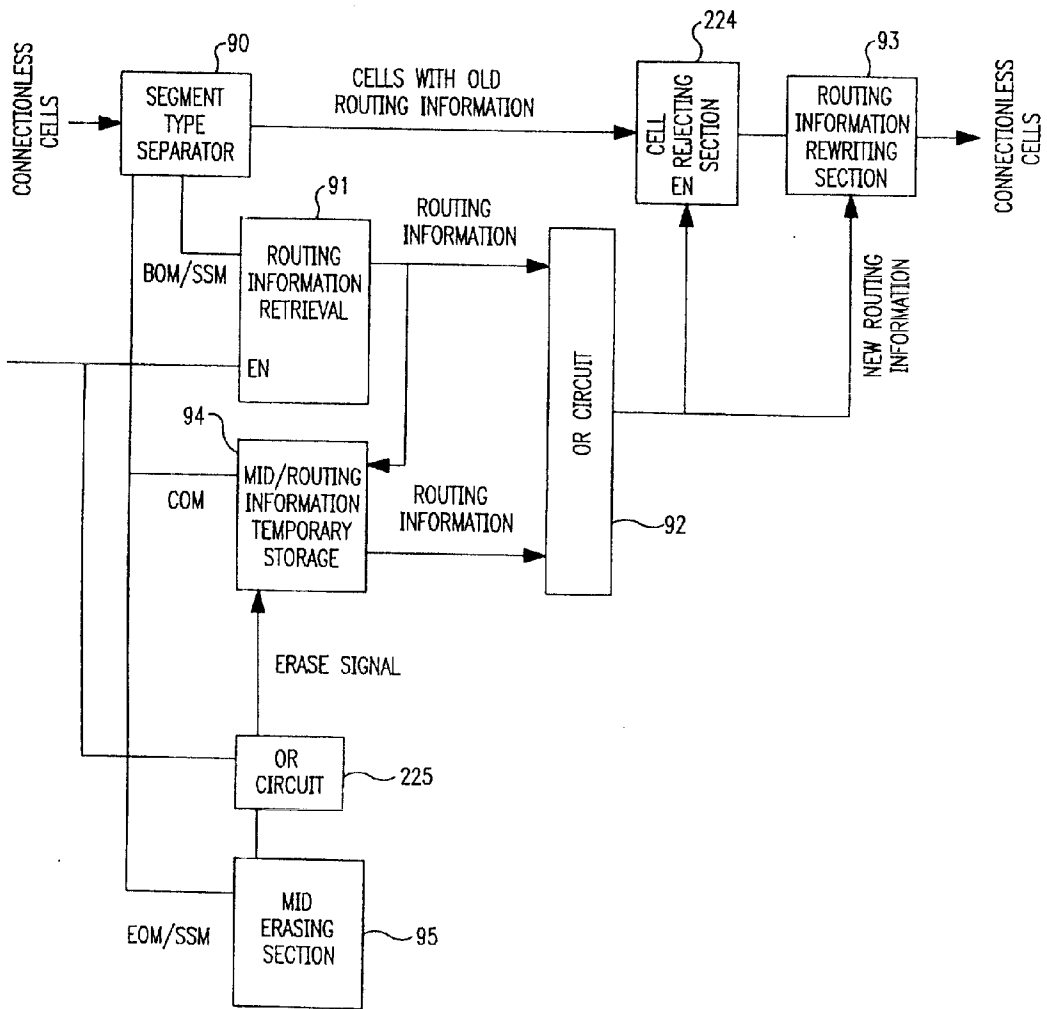 90
224
93
CONNECTIONLESS
CELLS
SEGMENT
TYPE
SEPARATOR
CELLS WITH OLD
ROUTING INFORMATION
CELL
REJECTING
SECTION
EN
ROUTING
INFORMATION
REWRITING
SECTION
CONNECTIONLESS
CELLS
91
BOM/SSM
ROUTING
INFORMATION
RETRIEVAL
EN
ROUTING
INFORMATION
OR CIRCUIT
92
NEW ROUTING
INFORMATION
94
COM
MID/ROUTING
INFORMATION
TEMPORARY
STORAGE
ROUTING
INFORMATION
ERASE SIGNAL
OR
CIRCUIT
225
EOM/SSM
MID
ERASING
SECTION
95